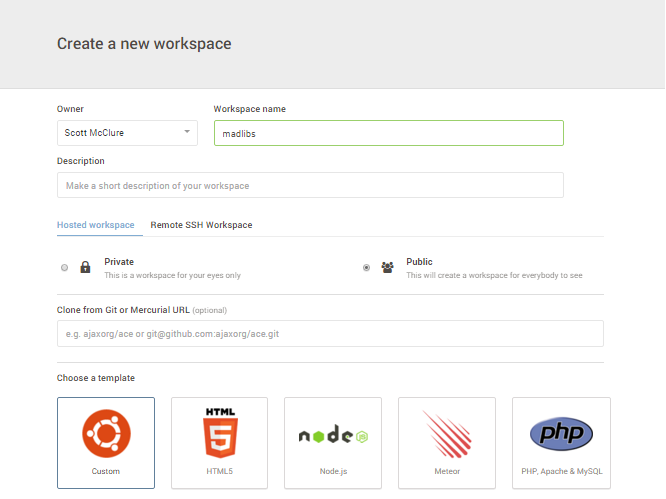 Create a new workspace
Owner
Workspace name
Scott McClure
madlibs
Description
Make a short description of your workspace
Hosted workspace
Remote SSH Workspace
Private
This is a workspace for your eyes only
Public
This will create a workspace for everybody to see
Clone from Git or Mercurial URL (optional)
e.g. ajaxorg/ace or git@github.com:ajaxorg/ace.git
Choose a template
HTML
5
node
JS
php
Custom
HTML5
Node.js
Meteor
PHP, Apache & MySQL